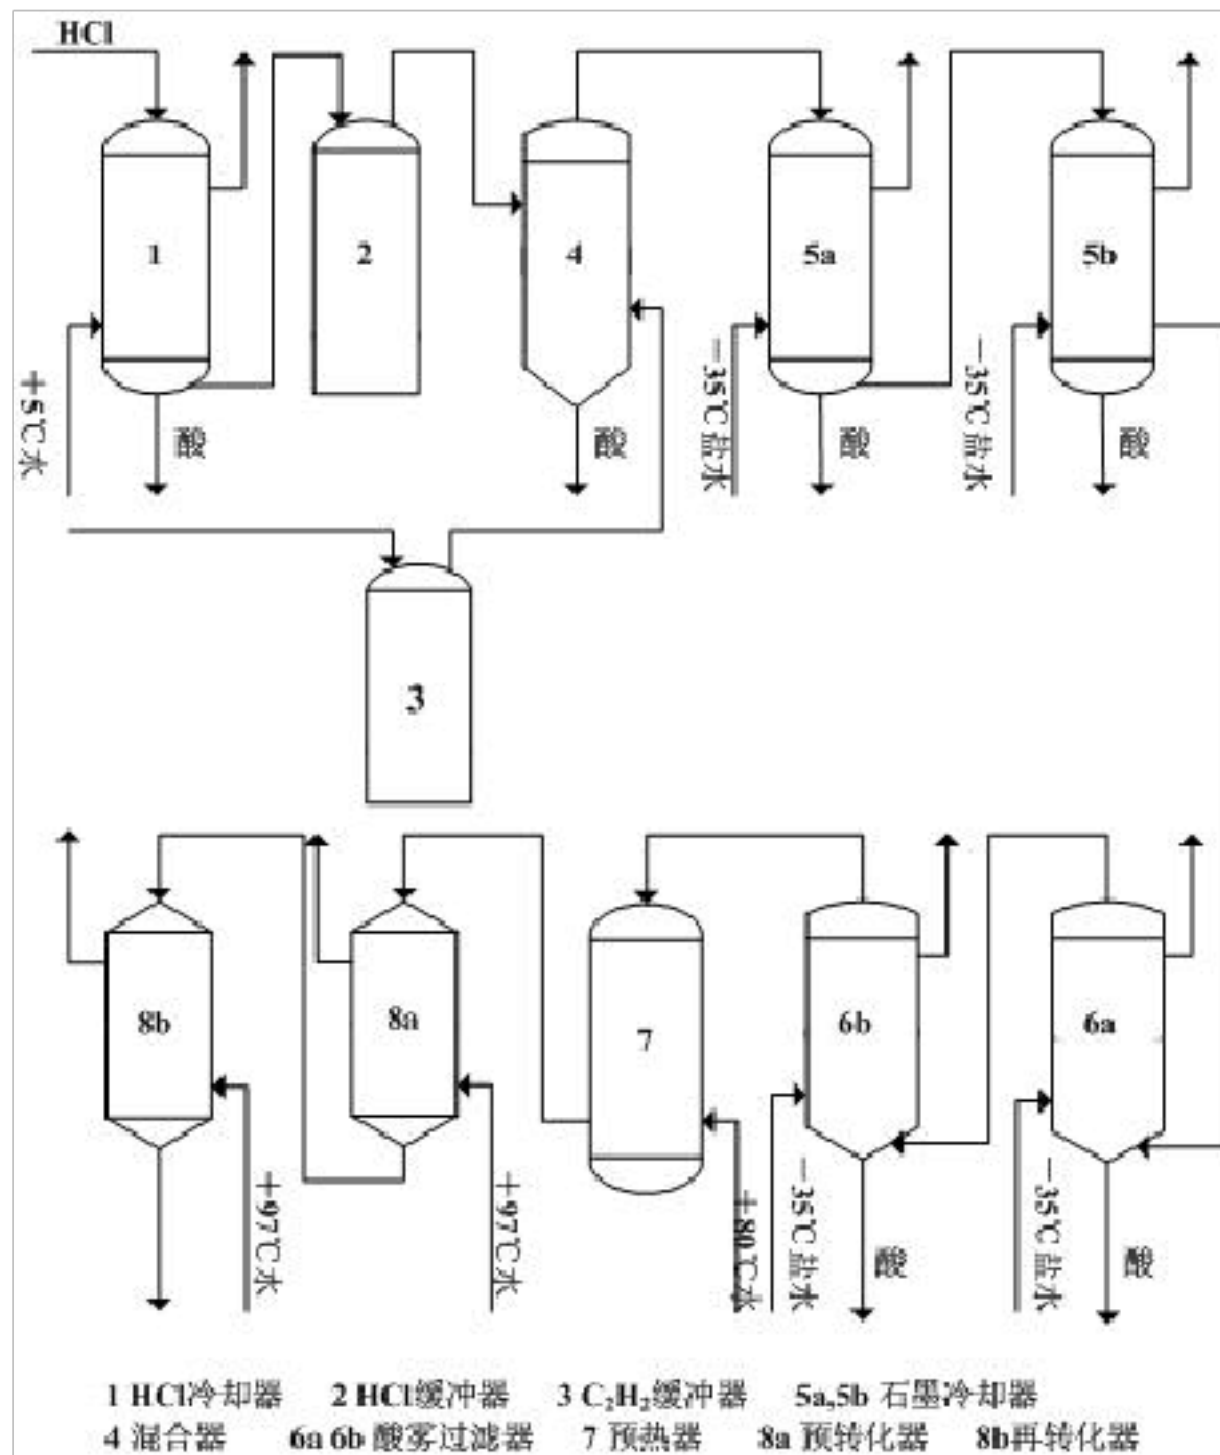 HCl
1
2
4
5a
5b
+5℃水
酸
酸
-35℃盐水
酸
-35℃盐水
酸
3
8b
8a
7
6b
6a
+97℃水
+97℃水
+80℃水
-35℃盐水
酸
-35℃盐水
酸
1 HCl冷却器 2 HCl缓冲器 3 C₂H₂缓冲器 5a,5b 石墨冷却器
4 混合器 6a 6b 酸雾过滤器 7 预热器 8a 预转化器 8b再转化器